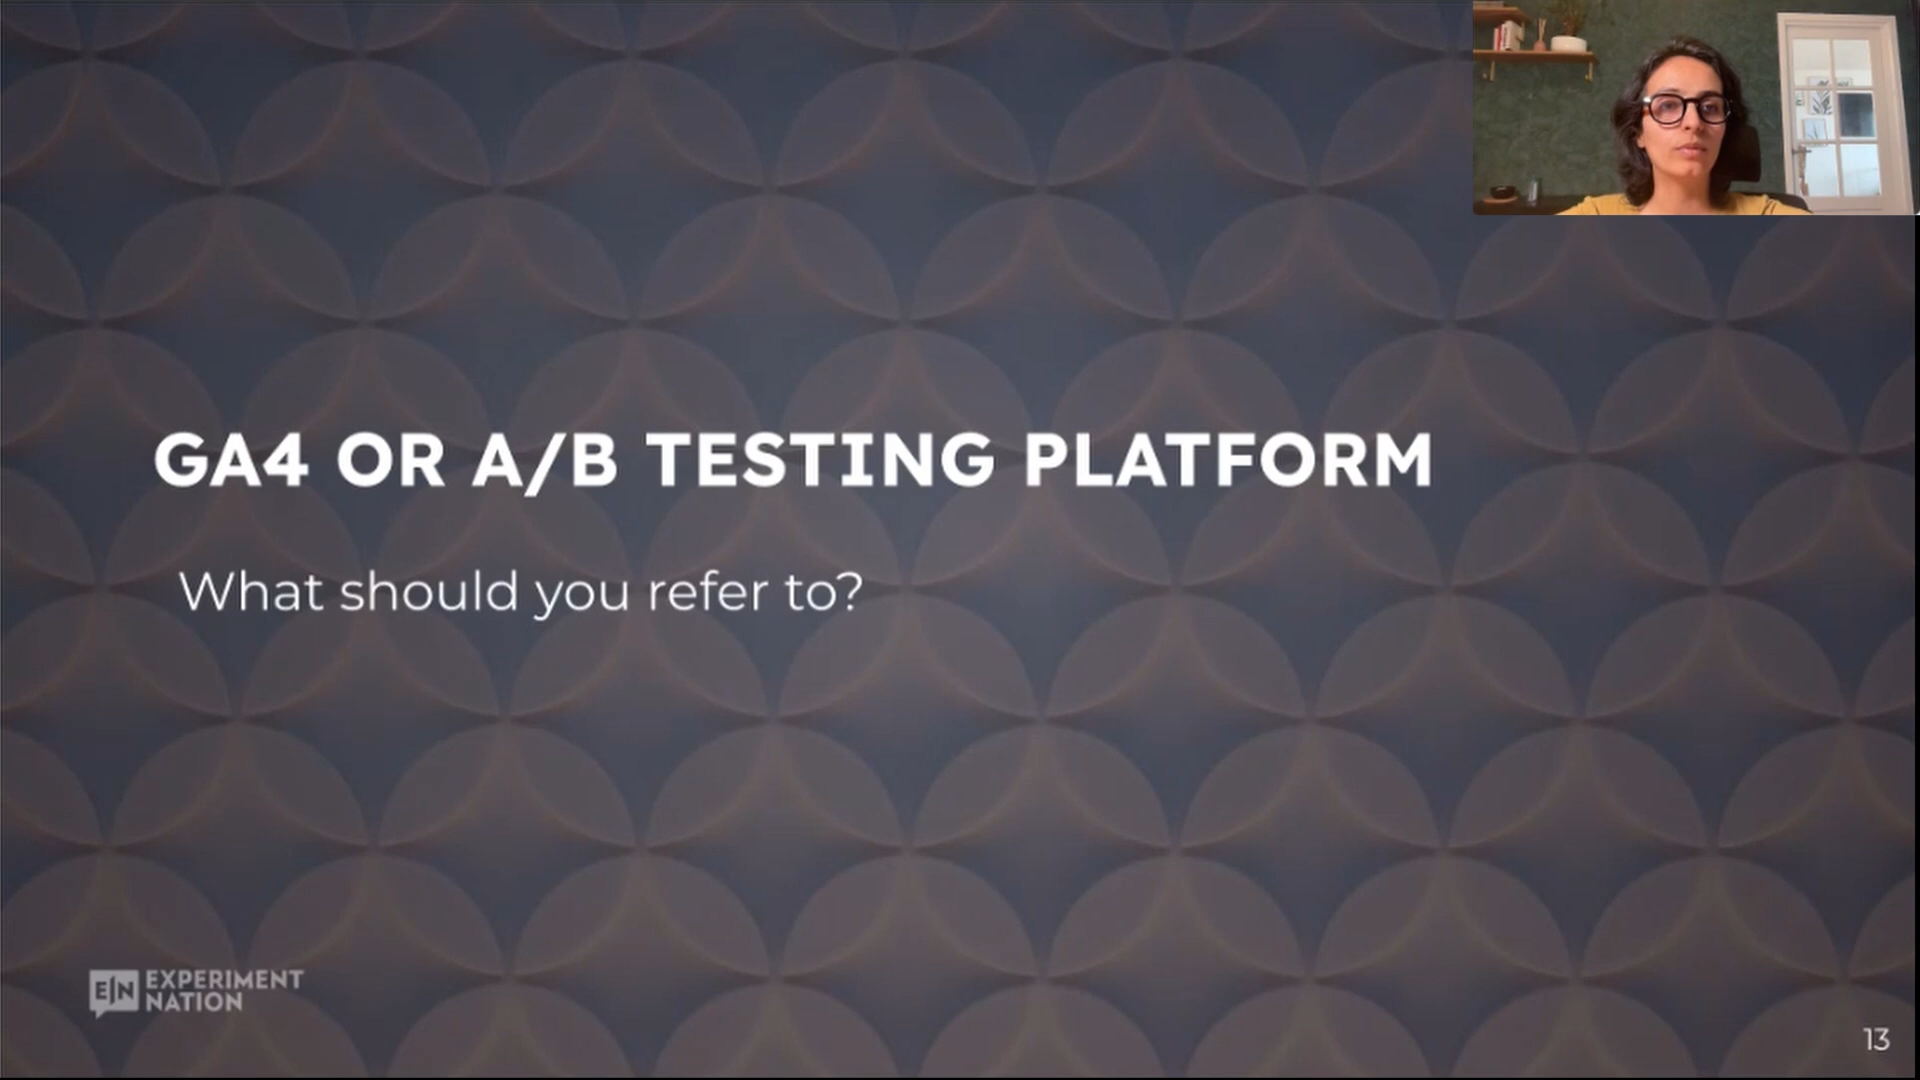 GA4 OR A/B TESTING PLATFORM
What should you refer to?
E|N EXPERIMENT
NATION
13